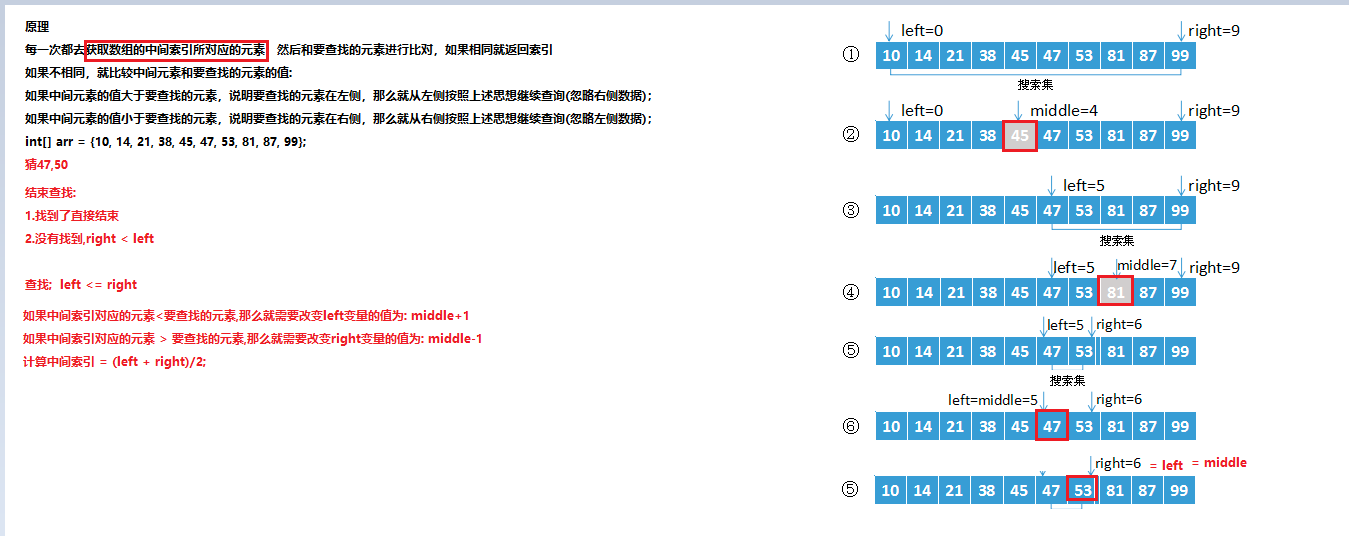 原理
每一次都去获取数组的中间索引所对应的元素 然后和要查找的元素进行比对，如果相同就返回索引
如果不相同，就比较中间元素和要查找的元素的值:
如果中间元素的值大于要查找的元素，说明要查找的元素在左侧，那么就从左侧按照上述思想继续查询(忽略右侧数据)；
如果中间元素的值小于要查找的元素，说明要查找的元素在右侧，那么就从右侧按照上述思想继续查询(忽略左侧数据)；
int[] arr = {10, 14, 21, 38, 45, 47, 53, 81, 87, 99};
猜47,50
结束查找:
1.找到了直接结束
2.没有找到,right < left
查找; left <= right
如果中间索引对应的元素<要查找的元素,那么就需要改变left变量的值为: middle+1
如果中间索引对应的元素 > 要查找的元素,那么就需要改变right变量的值为: middle-1
计算中间索引 = (left + right)/2;
left=0 right=9
① 10 14 21 38 45 47 53 81 87 99
搜索集
left=0 middle=4 right=9
② 10 14 21 38 45 47 53 81 87 99
left=5 right=9
③ 10 14 21 38 45 47 53 81 87 99
搜索集
left=5 middle=7 right=9
④ 10 14 21 38 45 47 53 81 87 99
left=5 right=6
⑤ 10 14 21 38 45 47 53 81 87 99
搜索集
left=middle=5 right=6
⑥ 10 14 21 38 45 47 53 81 87 99
right=6 = left = middle
⑤ 10 14 21 38 45 47 53 81 87 99